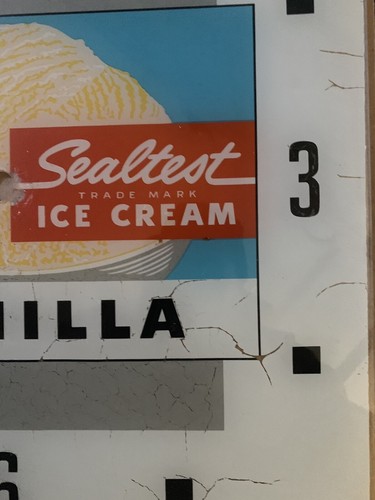 Sealtest
TRADE MARK
ICE CREAM
3
ILLA
6